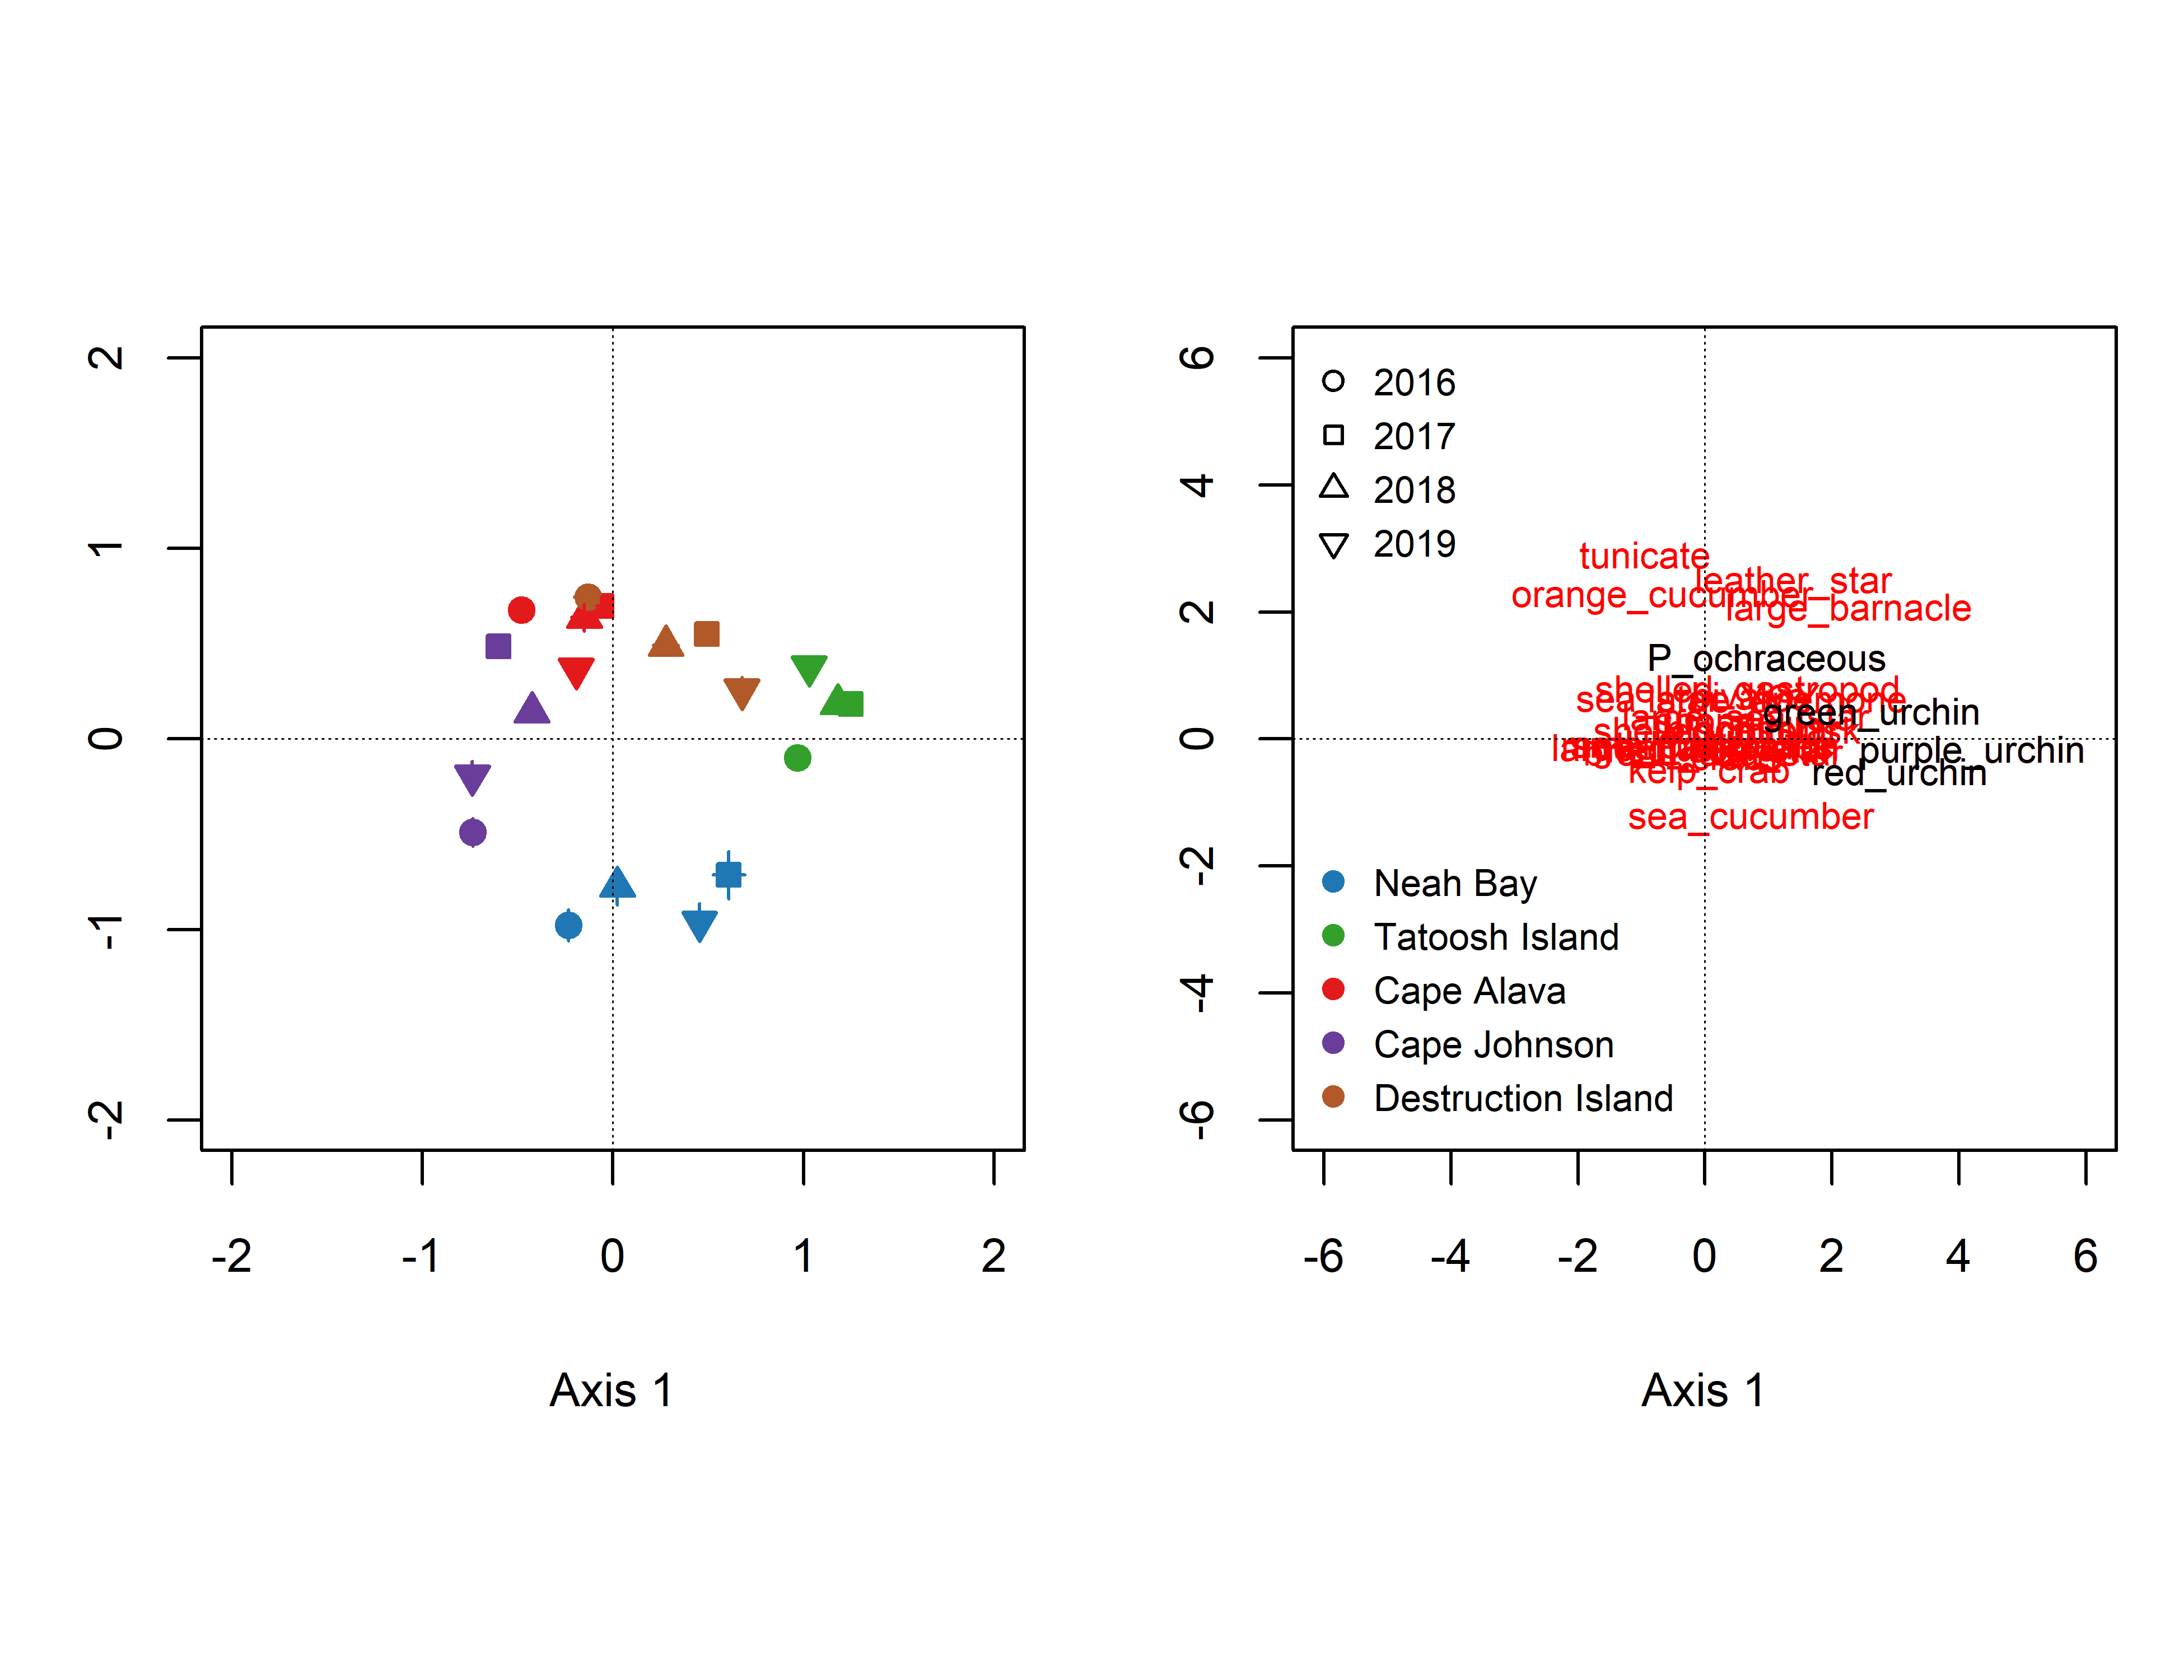 2
1
0
-1
-2
-2 -1 0 1 2
Axis 1
6
4
2
0
-2
-4
-6
2016
2017
2018
2019
tunicate
leather_star
orange_cucumber
large_barnacle
P_ochraceous
shelled_gastropod
green_urchin
purple_urchin
red_urchin
kelp_crab
sea_cucumber
Neah Bay
Tatoosh Island
Cape Alava
Cape Johnson
Destruction Island
-6 -4 -2 0 2 4 6
Axis 1